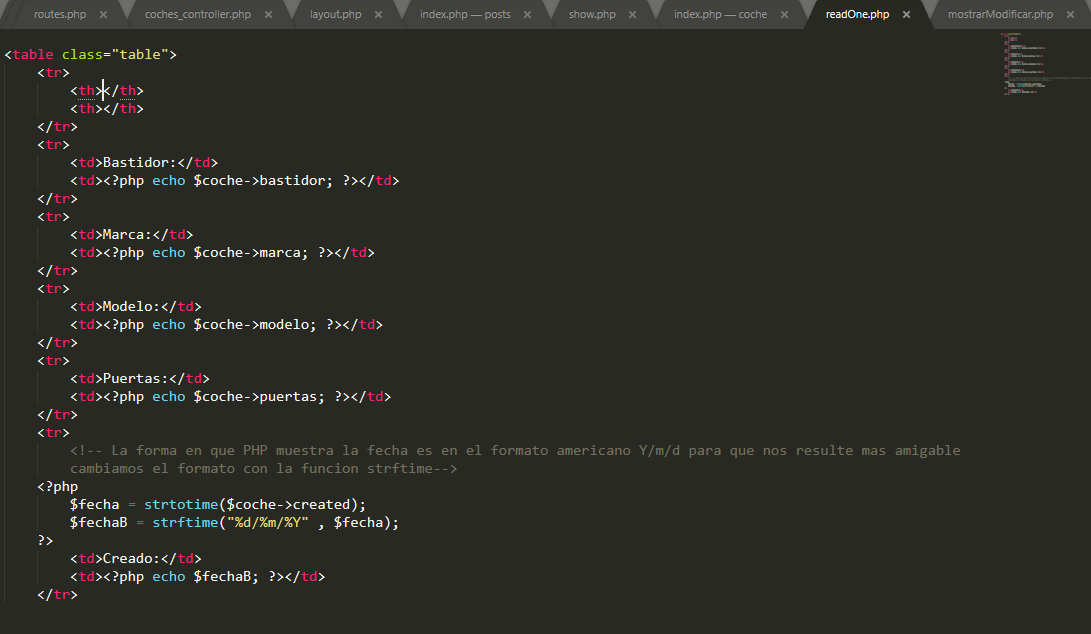 routes.php × coches_controller.php × layout.php × index.php — posts × show.php × index.php — coche × readOne.php × mostrarModificar.php ×
<table class="table">
<tr>
<th></th>
<th></th>
</tr>
<tr>
<td>Bastidor:</td>
<td><?php echo $coche->bastidor; ?></td>
</tr>
<tr>
<td>Marca:</td>
<td><?php echo $coche->marca; ?></td>
</tr>
<tr>
<td>Modelo:</td>
<td><?php echo $coche->modelo; ?></td>
</tr>
<tr>
<td>Puertas:</td>
<td><?php echo $coche->puertas; ?></td>
</tr>
<tr>
<!-- La forma en que PHP muestra la fecha es en el formato americano Y/m/d para que nos resulte mas amigable
cambiamos el formato con la funcion strftime-->
<?php
$fecha = strtotime($coche->created);
$fechaB = strftime("%d/%m/%Y" , $fecha);
?>
<td>Creado:</td>
<td><?php echo $fechaB; ?></td>
</tr>